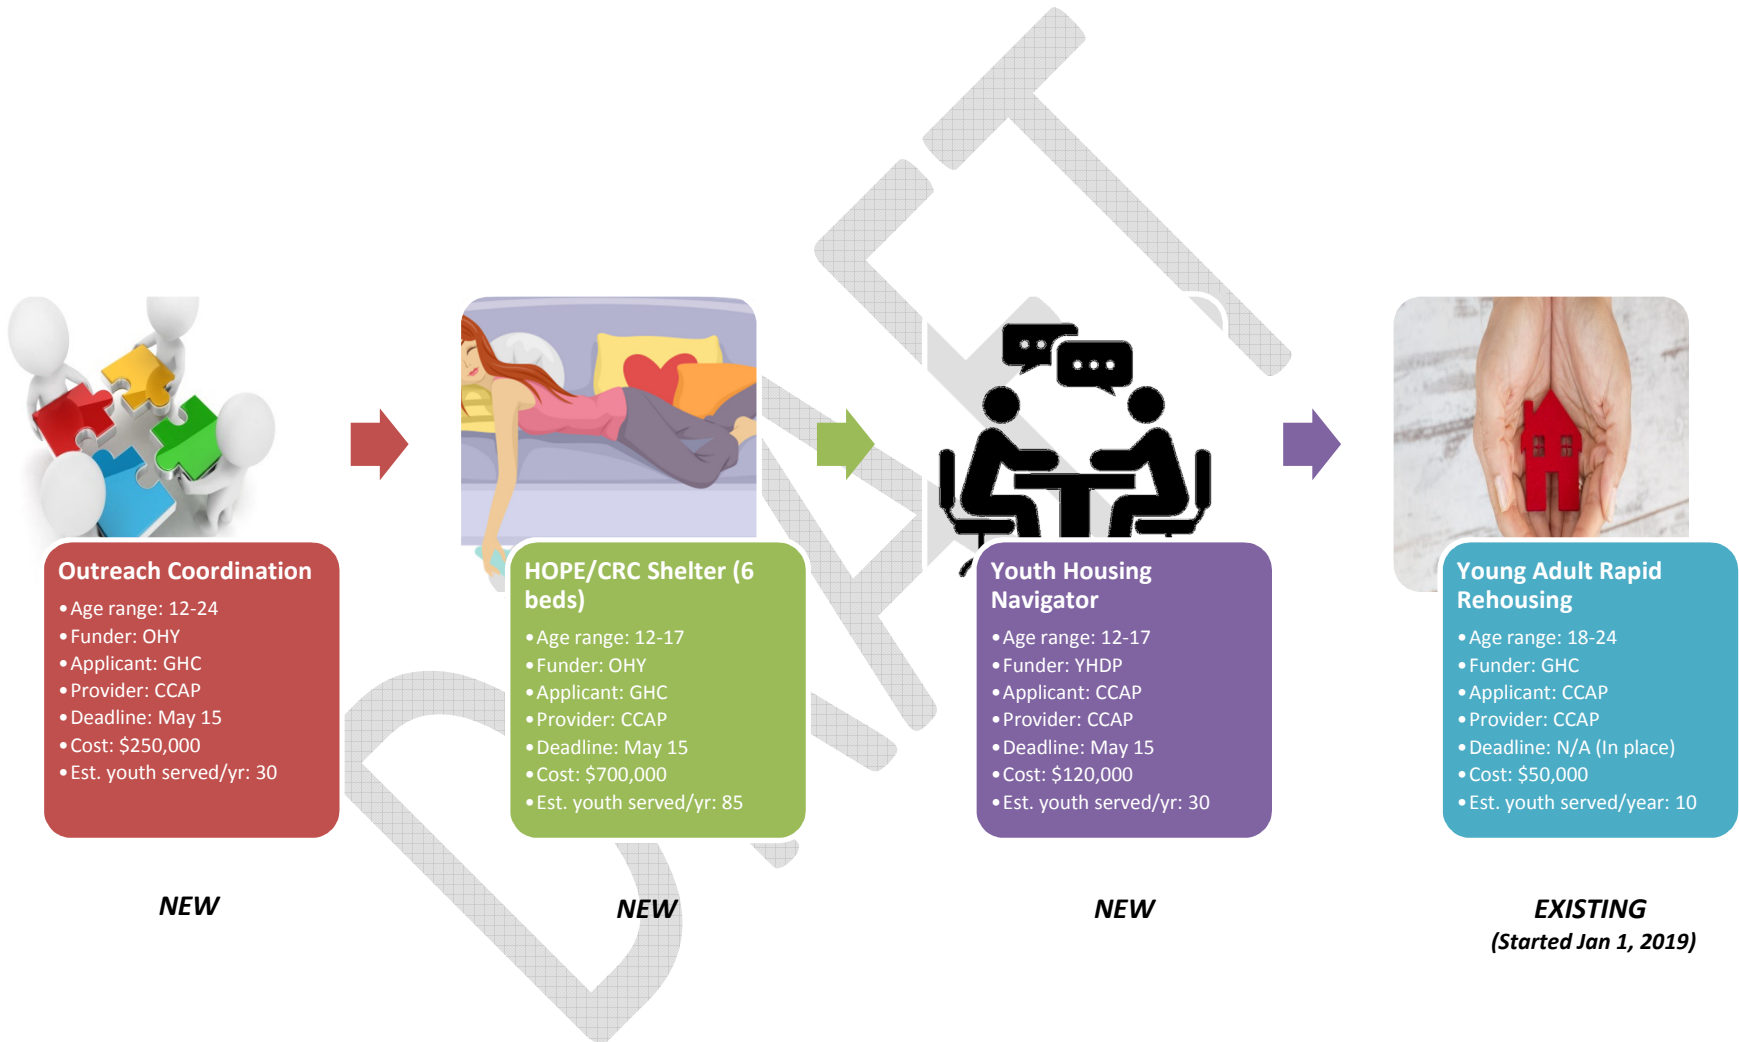 DRAFT
Outreach Coordination
•Age range: 12-24
•Funder: OHY
•Applicant: GHC
•Provider: CCAP
•Deadline: May 15
•Cost: $250,000
•Est. youth served/yr: 30
NEW
HOPE/CRC Shelter (6
beds)
•Age range: 12-17
•Funder: OHY
•Applicant: GHC
•Provider: CCAP
•Deadline: May 15
•Cost: $700,000
•Est. youth served/yr: 85
NEW
Youth Housing
Navigator
•Age range: 12-17
•Funder: YHDP
•Applicant: CCAP
•Provider: CCAP
•Deadline: May 15
•Cost: $120,000
•Est. youth served/yr: 30
NEW
Young Adult Rapid
Rehousing
•Age range: 18-24
•Funder: GHC
•Applicant: CCAP
•Provider: CCAP
•Deadline: N/A (In place)
•Cost: $50,000
•Est. youth served/year: 10
EXISTING
(Started Jan 1, 2019)